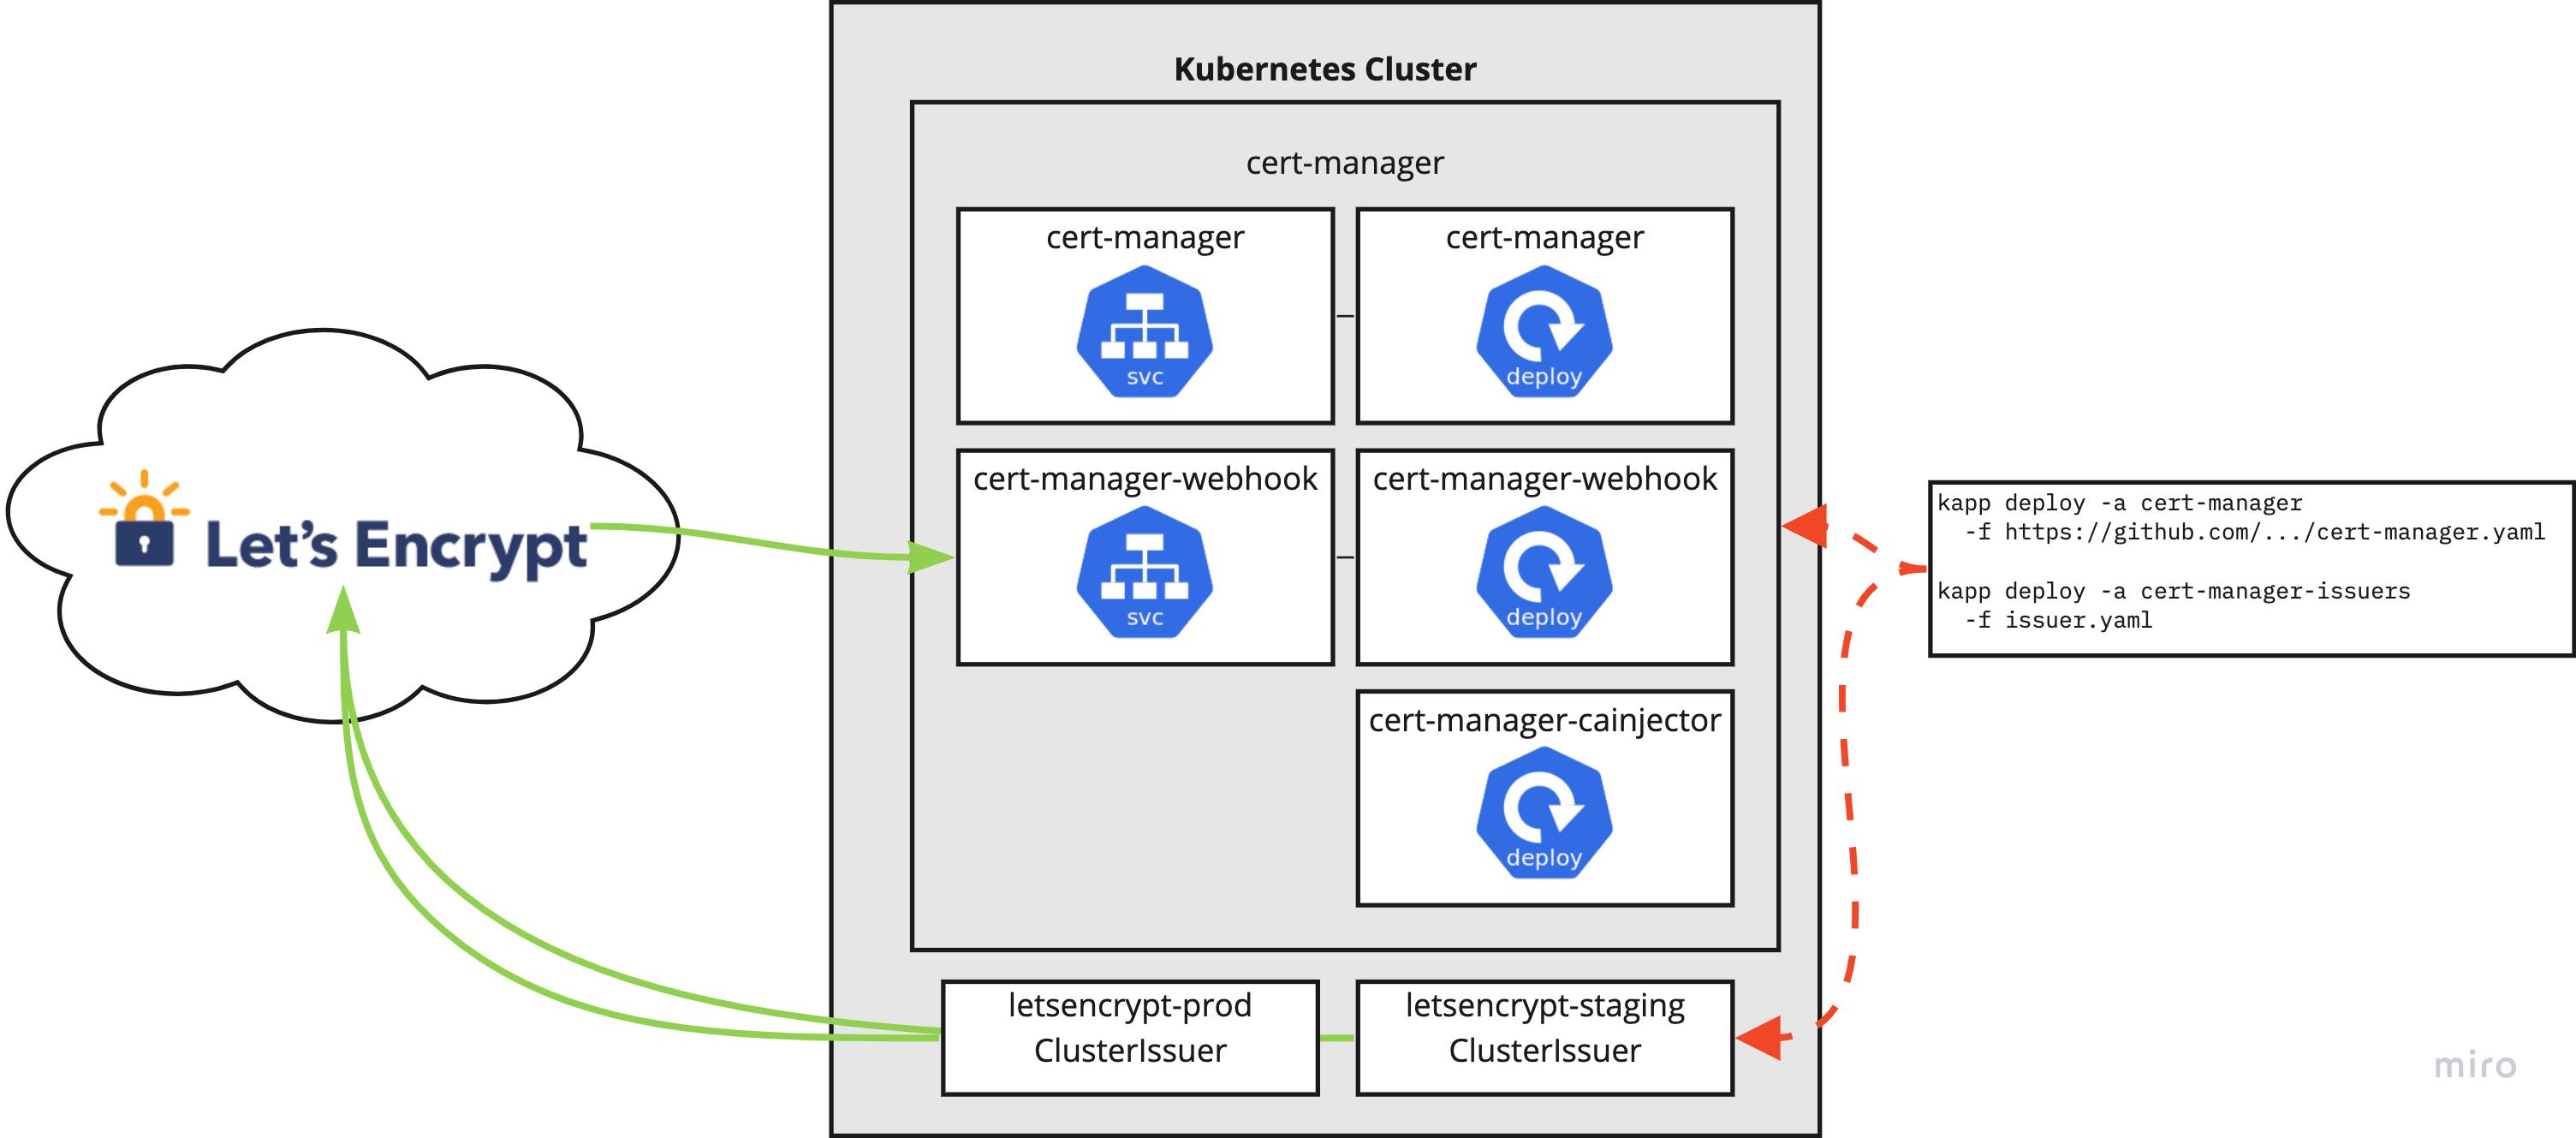 Kubernetes Cluster
cert-manager
cert-manager
svc
cert-manager
deploy
cert-manager-webhook
svc
cert-manager-webhook
deploy
cert-manager-cainjector
deploy
letsencrypt-prod
ClusterIssuer
letsencrypt-staging
ClusterIssuer
Let's Encrypt
kapp deploy -a cert-manager
-f https://github.com/.../cert-manager.yaml
kapp deploy -a cert-manager-issuers
-f issuer.yaml
miro